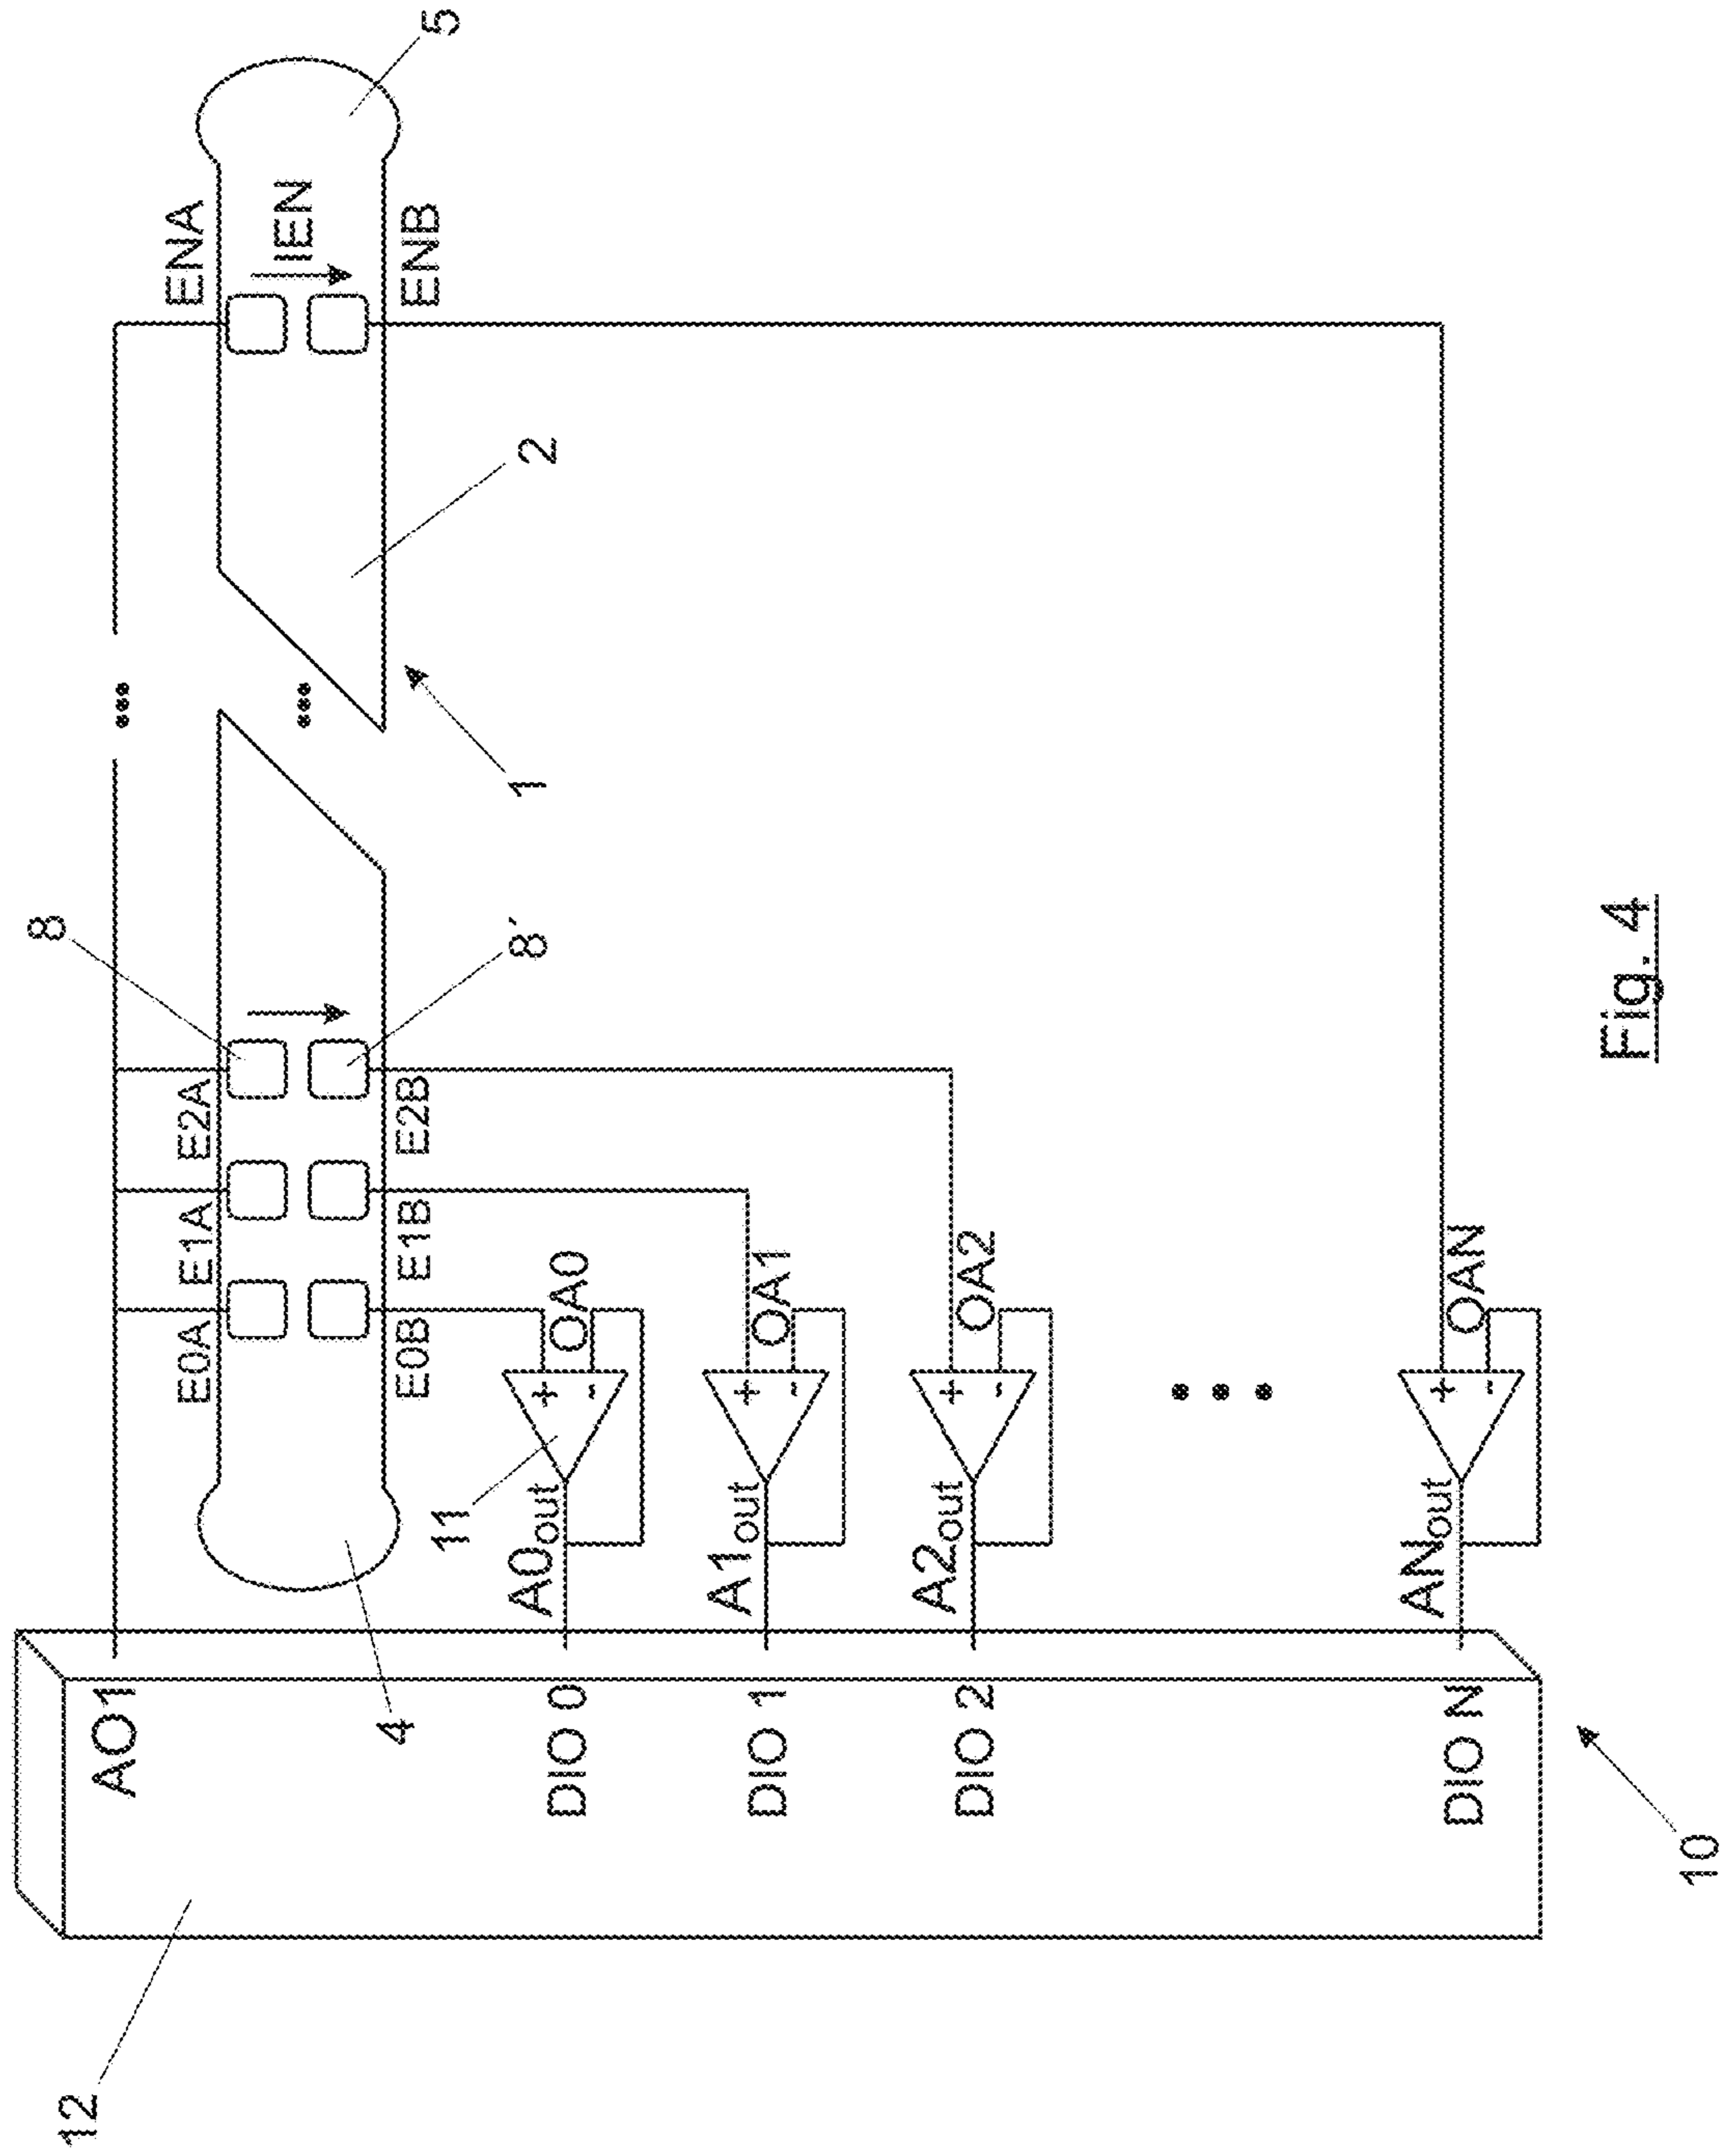 5
ENA
IEN
ENB
2
1
8
8´
E2A
E2B
E1A
E1B
E0A
E0B
OA0
OA1
OA2
OAN
+
-
+
-
+
-
+
-
11
A0out
A1out
A2out
ANout
4
AO1
DIO 0
DIO 1
DIO 2
DIO N
12
10
Fig. 4